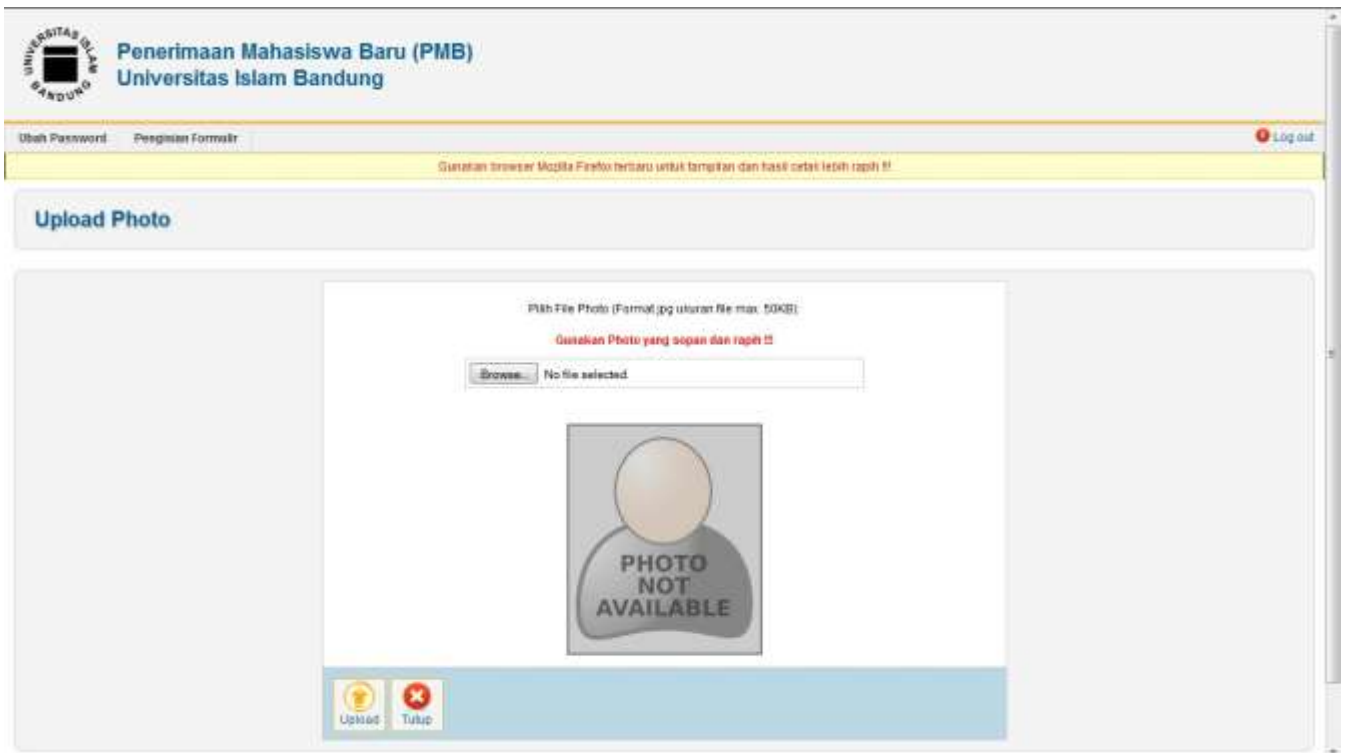 UNIVERSITAS ISLAM BANDUNG
Penerimaan Mahasiswa Baru (PMB)
Universitas Islam Bandung
Ubah Password Pengisian Formulir Log out
Gunakan browser Mozilla Firefox terbaru untuk tampilan dan hasil cetak lebih rapih !!!
Upload Photo
Pilih File Photo (Format jpg ukuran file max. 50KB)
Gunakan Photo yang sopan dan rapih !!!
Browse... No file selected.
PHOTO
NOT
AVAILABLE
Upload Tutup